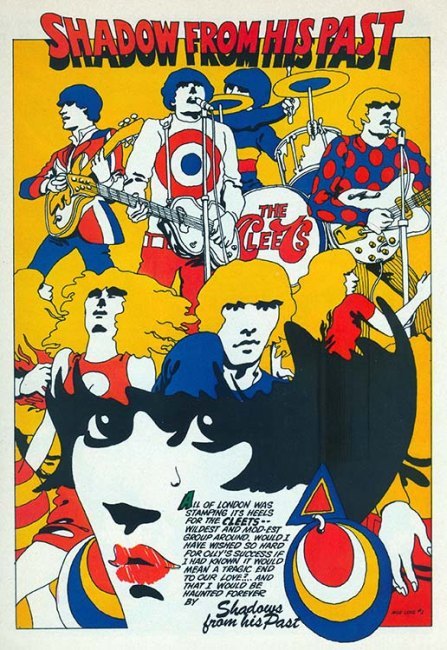 SHADOW FROM HIS PAST
THE
CLEETS
ALL OF LONDON WAS
STAMPING ITS HEELS
FOR THE CLEETS--
WILDEST AND MOD-EST
GROUP AROUND. WOULD I
HAVE WISHED SO HARD
FOR OLLY'S SUCCESS IF
I HAD KNOWN IT WOULD
MEAN A TRAGIC END
TO OUR LOVE?.. AND
THAT I WOULD BE
HAUNTED FOREVER
BY
Shadows
from his Past